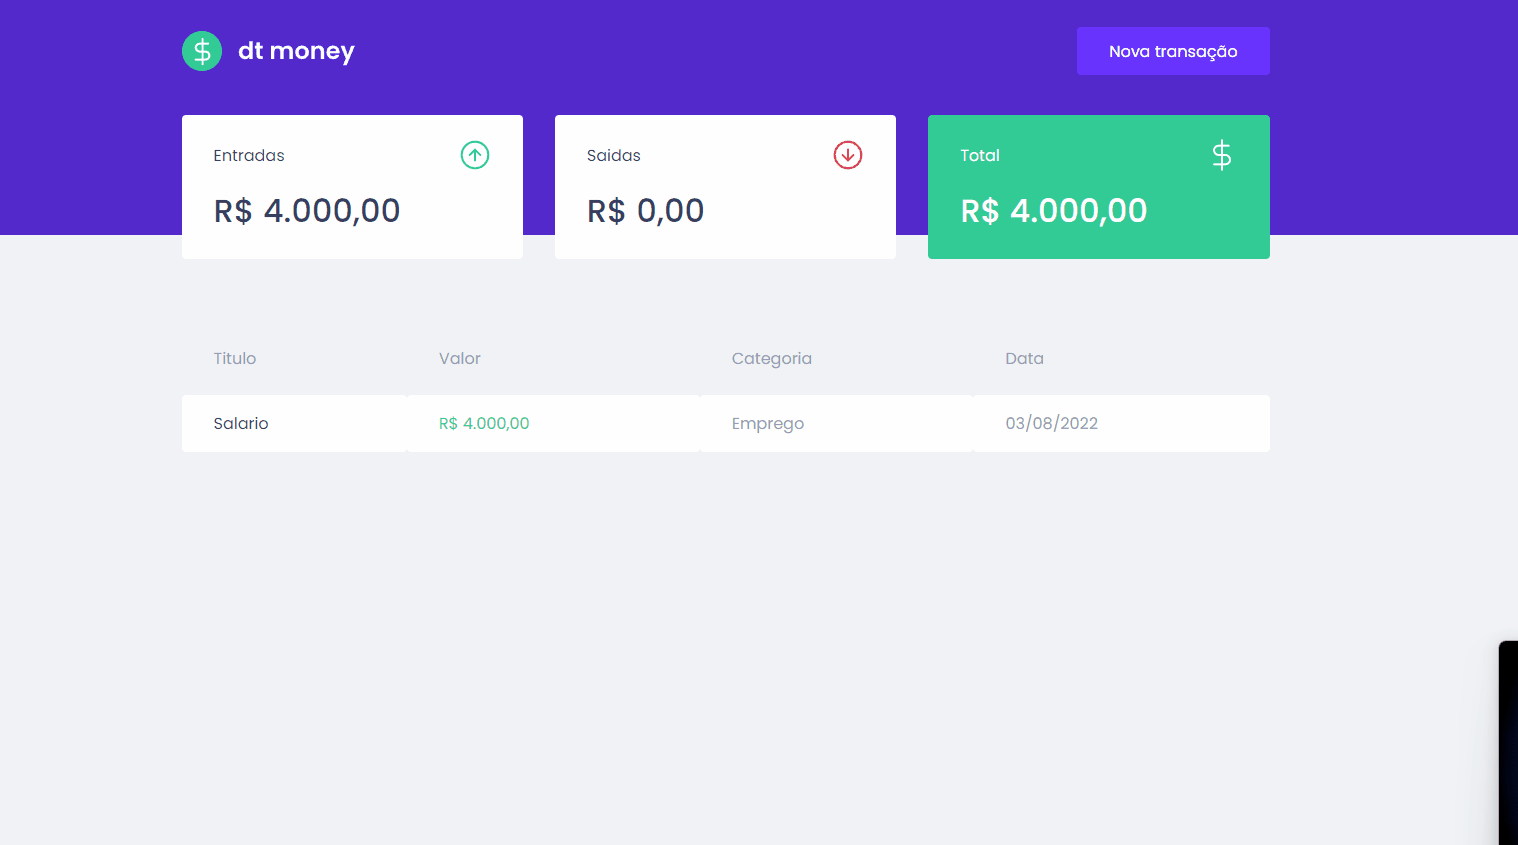 dt money
Nova transação
Entradas
R$ 4.000,00
Saidas
R$ 0,00
Total
$
R$ 4.000,00
Titulo Valor Categoria Data
Salario R$ 4.000,00 Emprego 03/08/2022